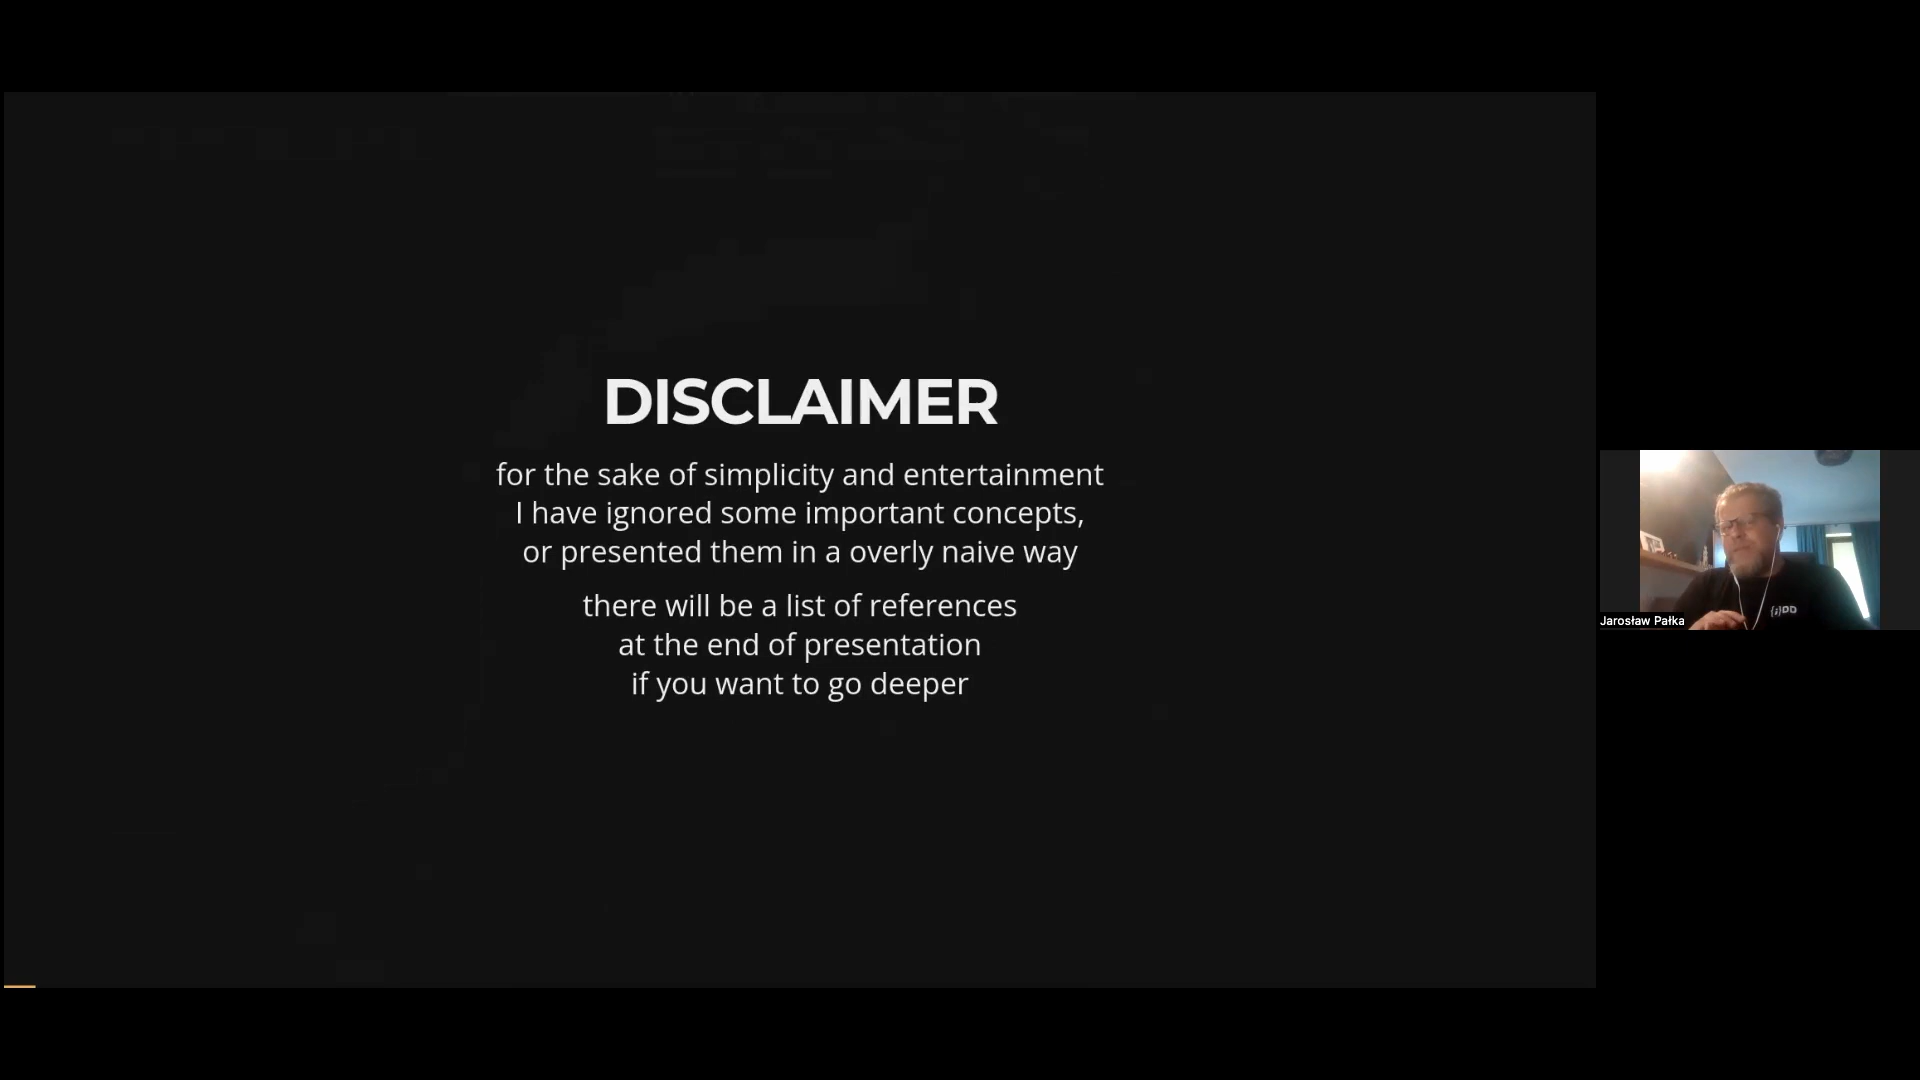 DISCLAIMER
for the sake of simplicity and entertainment
I have ignored some important concepts,
or presented them in a overly naive way
there will be a list of references
at the end of presentation
if you want to go deeper
Jarosław Pałka